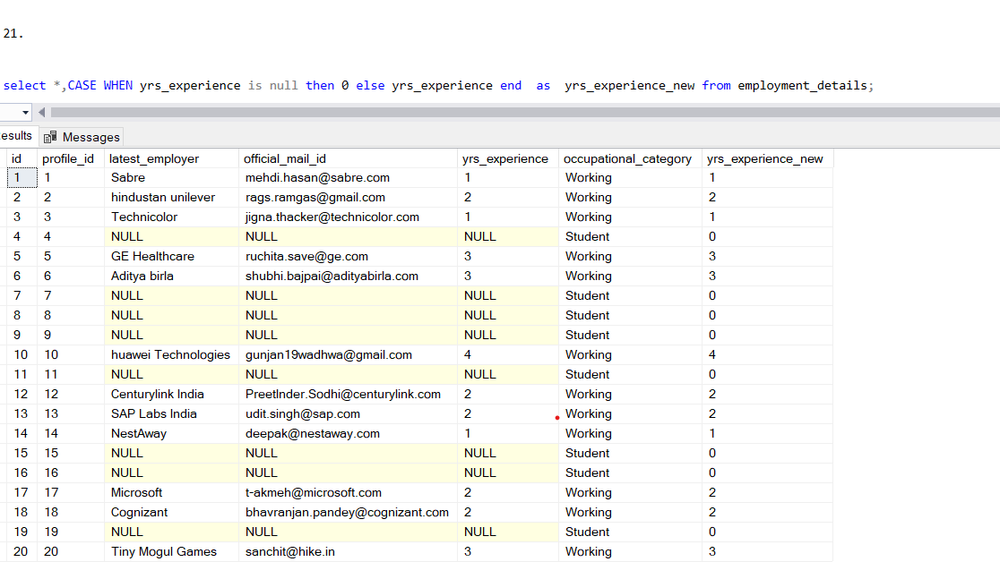 21.
select *,CASE WHEN yrs_experience is null then 0 else yrs_experience end  as  yrs_experience_new from employment_details;
esults Messages
id profile_id latest_employer official_mail_id yrs_experience occupational_category yrs_experience_new
1 1 Sabre mehdi.hasan@sabre.com 1 Working 1
2 2 hindustan unilever rags.ramgas@gmail.com 2 Working 2
3 3 Technicolor jigna.thacker@technicolor.com 1 Working 1
4 4 NULL NULL NULL Student 0
5 5 GE Healthcare ruchita.save@ge.com 3 Working 3
6 6 Aditya birla shubhi.bajpai@adityabirla.com 3 Working 3
7 7 NULL NULL NULL Student 0
8 8 NULL NULL NULL Student 0
9 9 NULL NULL NULL Student 0
10 10 huawei Technologies gunjan19wadhwa@gmail.com 4 Working 4
11 11 NULL NULL NULL Student 0
12 12 Centurylink India PreetInder.Sodhi@centurylink.com 2 Working 2
13 13 SAP Labs India udit.singh@sap.com 2 Working 2
14 14 NestAway deepak@nestaway.com 1 Working 1
15 15 NULL NULL NULL Student 0
16 16 NULL NULL NULL Student 0
17 17 Microsoft t-akmeh@microsoft.com 2 Working 2
18 18 Cognizant bhavranjan.pandey@cognizant.com 2 Working 2
19 19 NULL NULL NULL Student 0
20 20 Tiny Mogul Games sanchit@hike.in 3 Working 3